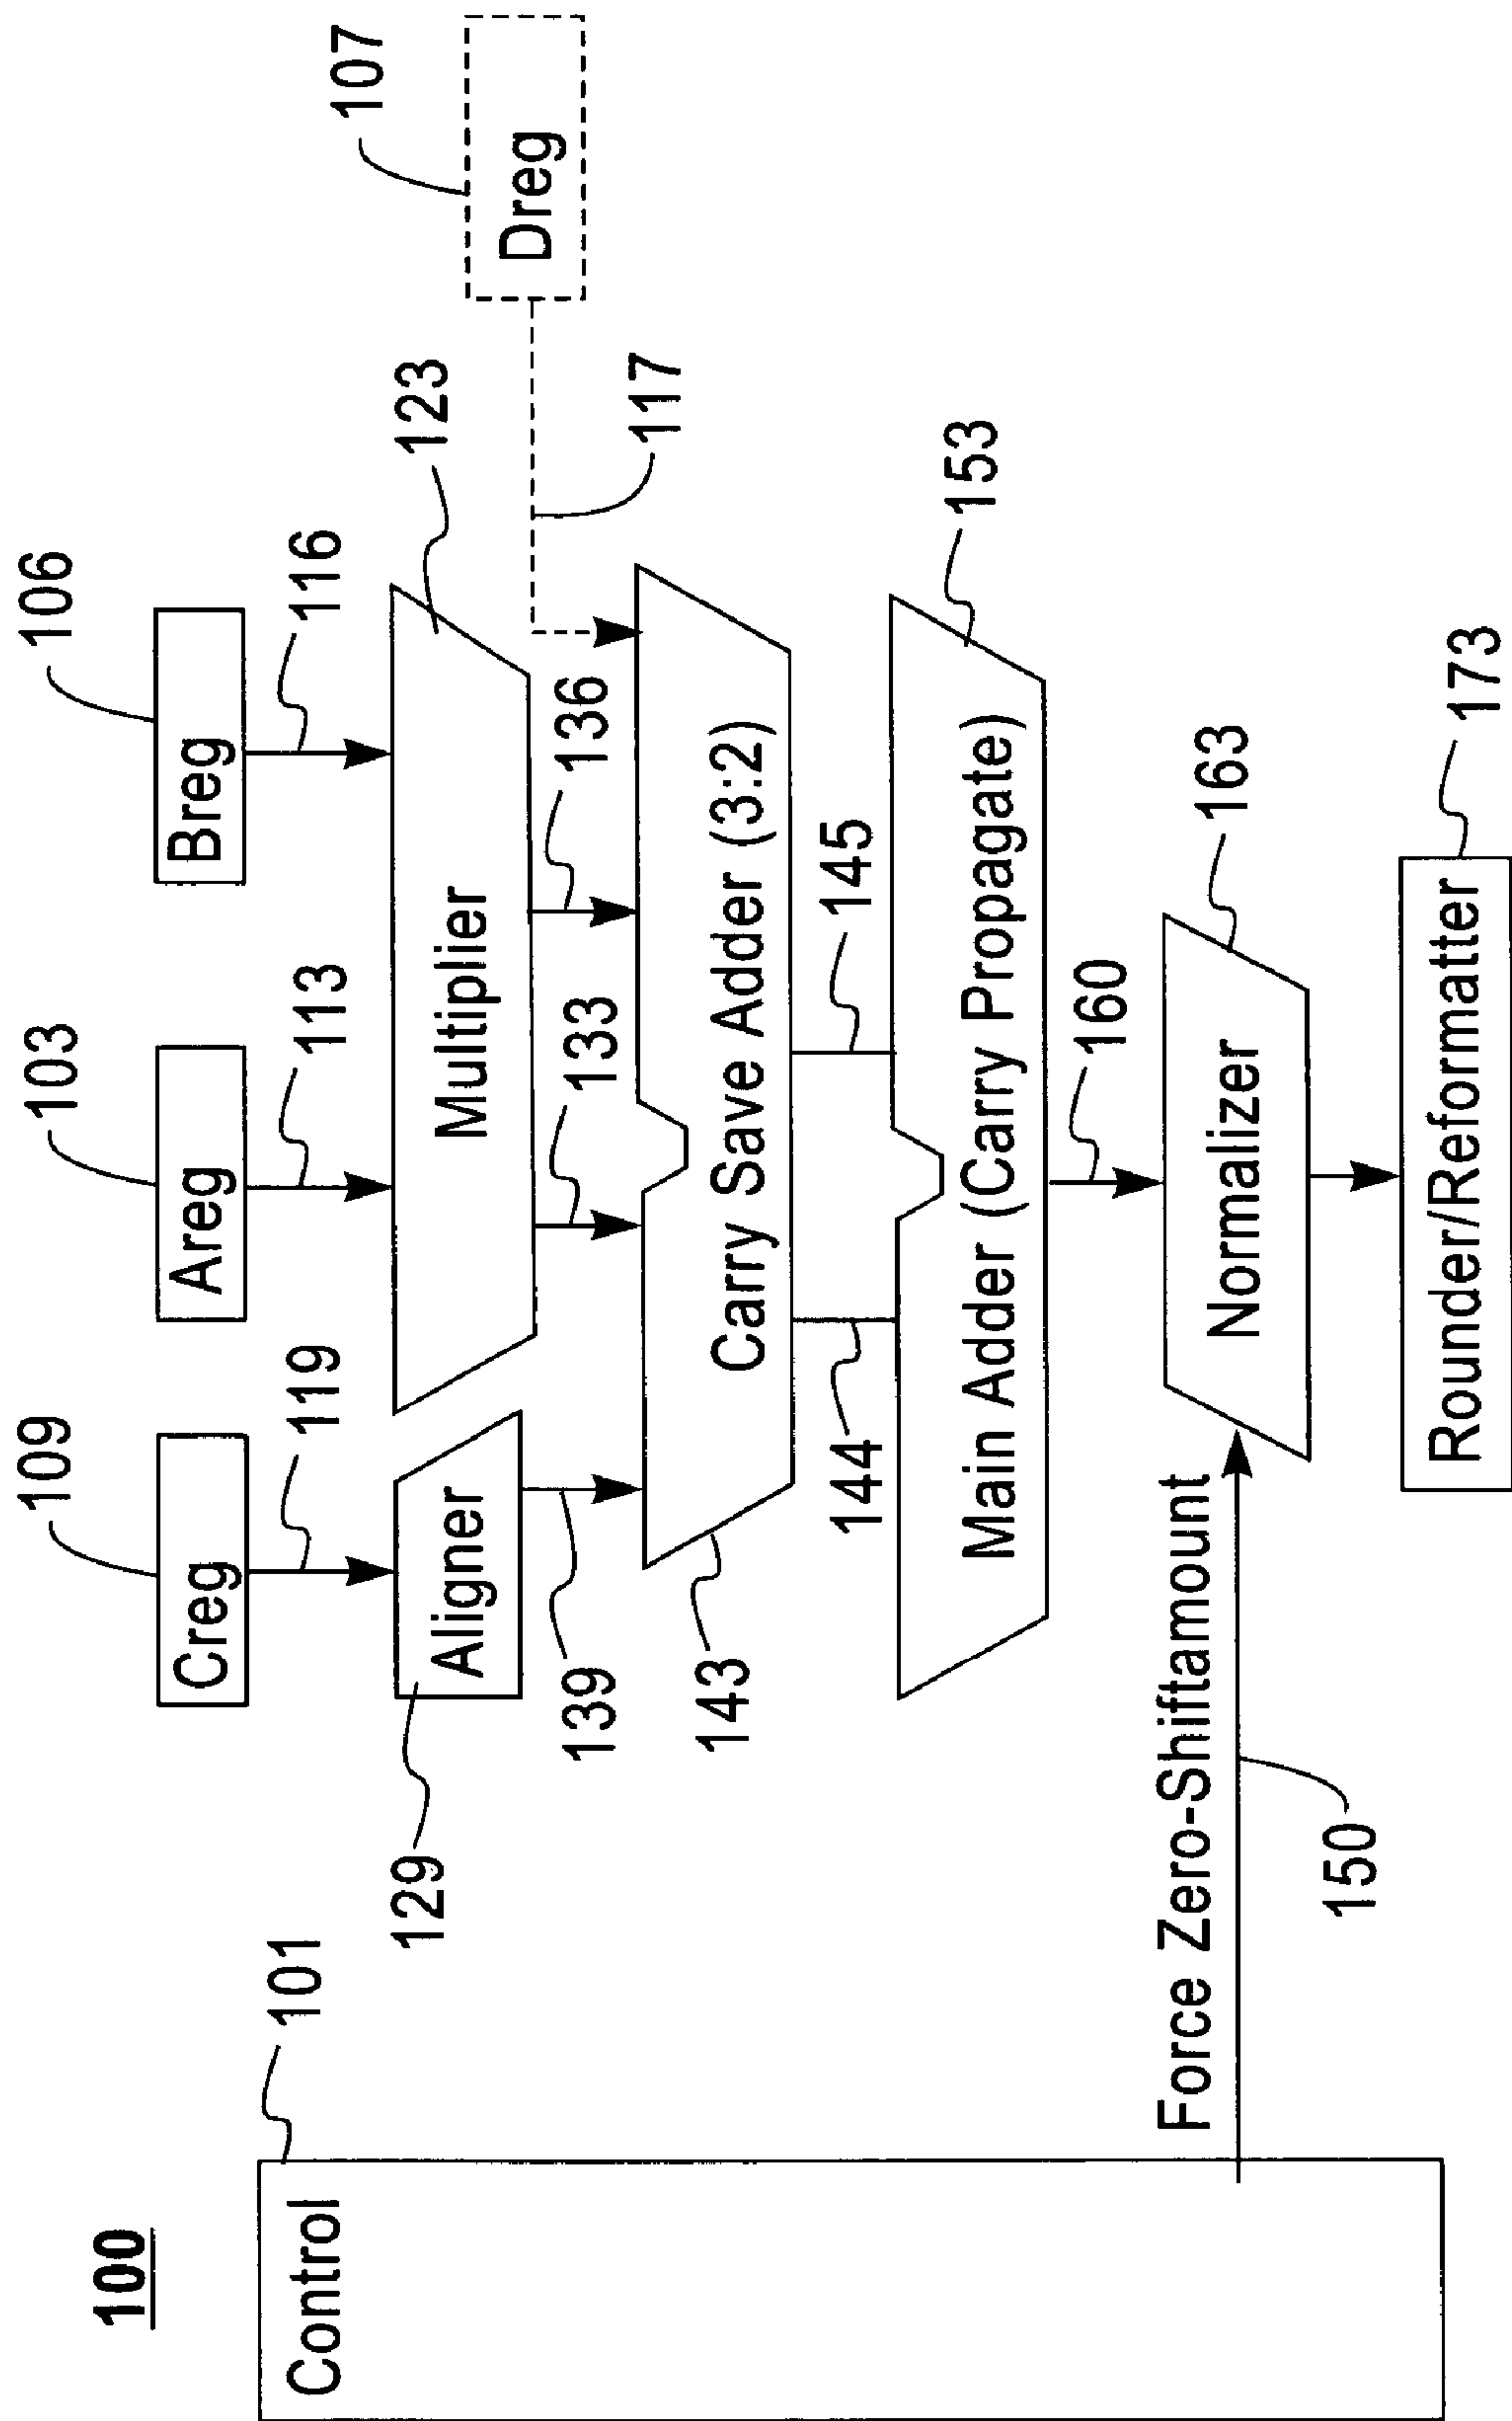 100
Control
101
109
103
106
Creg
Areg
Breg
107
Dreg
119
113
116
123
129
Aligner
Multiplier
117
139
133
136
143
Carry Save Adder (3:2)
144
145
153
Main Adder (Carry Propagate)
160
Force Zero-Shiftamount
150
Normalizer
163
Rounder/Reformatter
173